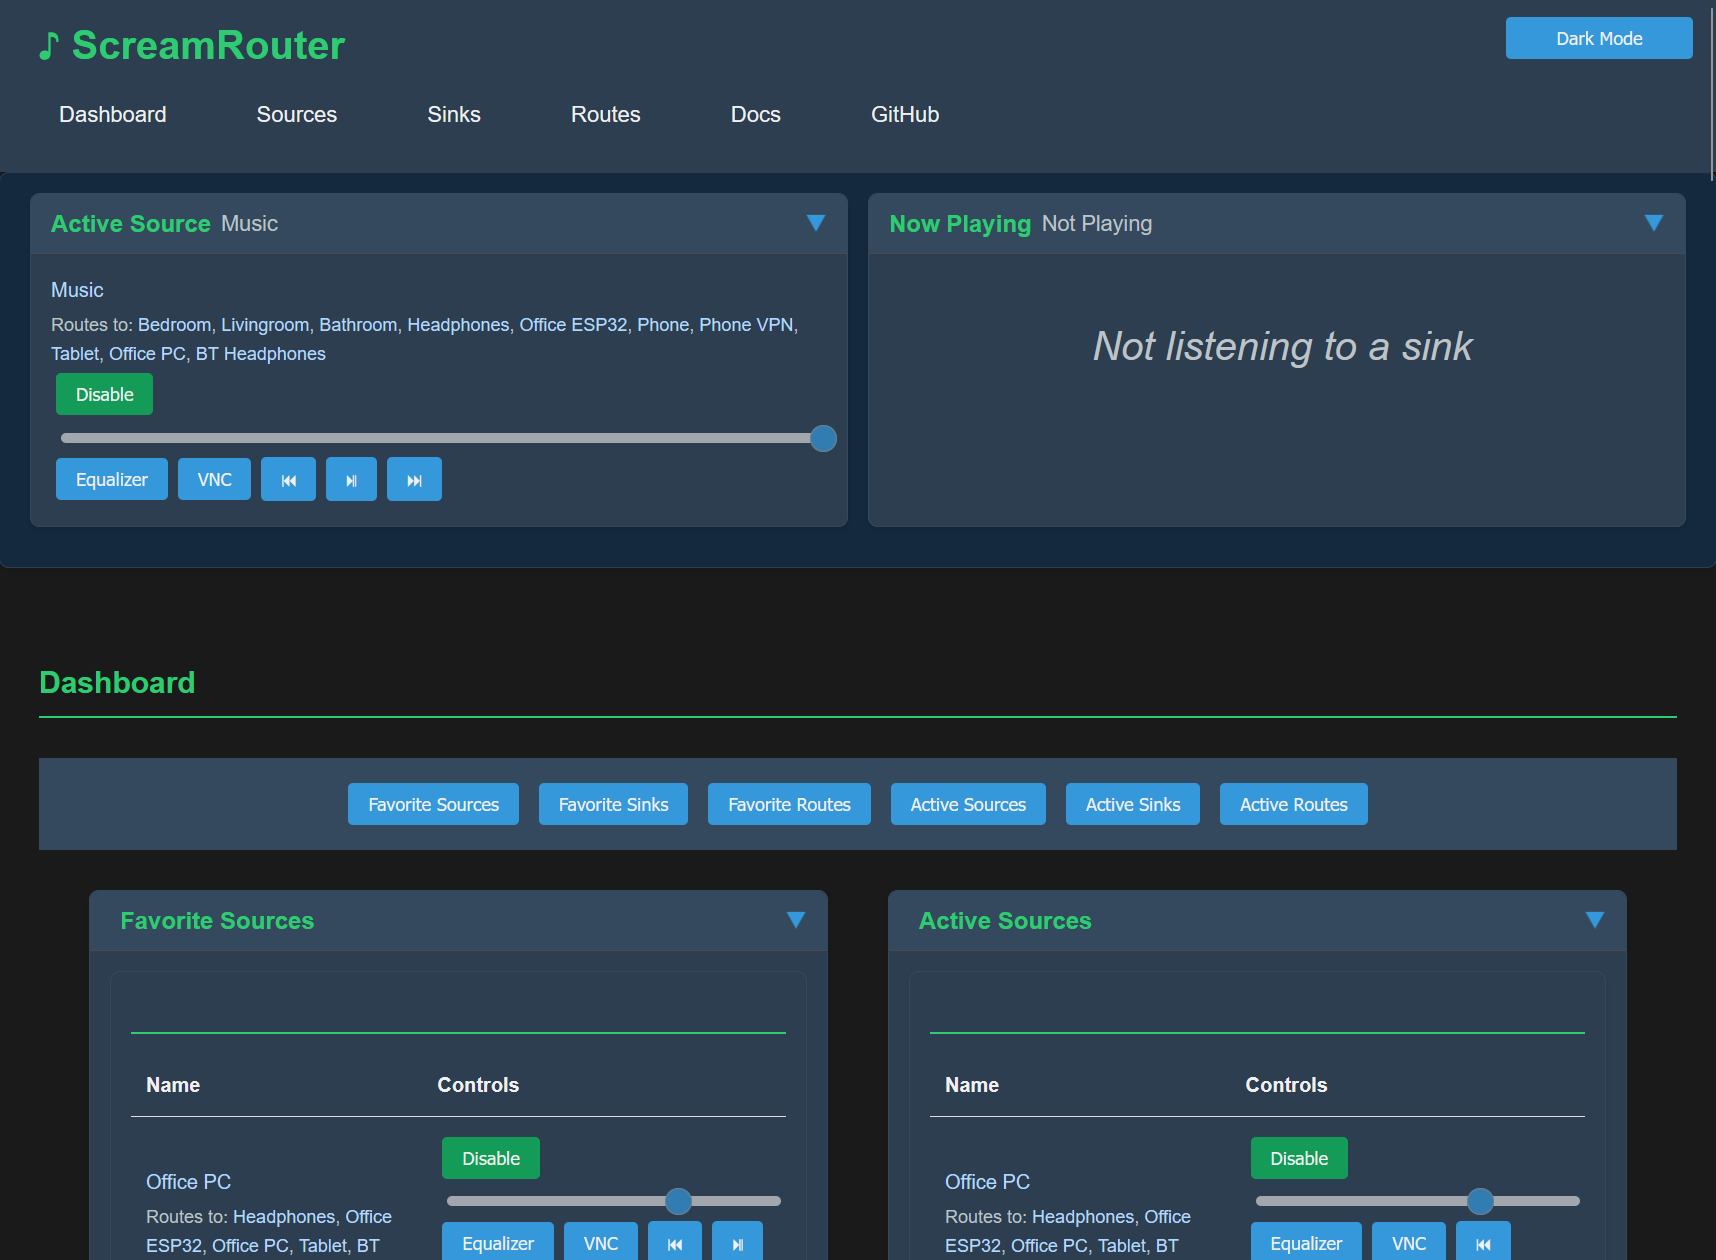 ♪ ScreamRouter
Dark Mode
Dashboard Sources Sinks Routes Docs GitHub
Active Source Music
Music
Routes to: Bedroom, Livingroom, Bathroom, Headphones, Office ESP32, Phone, Phone VPN,
Tablet, Office PC, BT Headphones
Disable
Equalizer VNC
Now Playing Not Playing
Not listening to a sink
Dashboard
Favorite Sources Favorite Sinks Favorite Routes Active Sources Active Sinks Active Routes
Favorite Sources
Name Controls
Disable
Office PC
Routes to: Headphones, Office
ESP32, Office PC, Tablet, BT
Equalizer VNC
Active Sources
Name Controls
Disable
Office PC
Routes to: Headphones, Office
ESP32, Office PC, Tablet, BT
Equalizer VNC